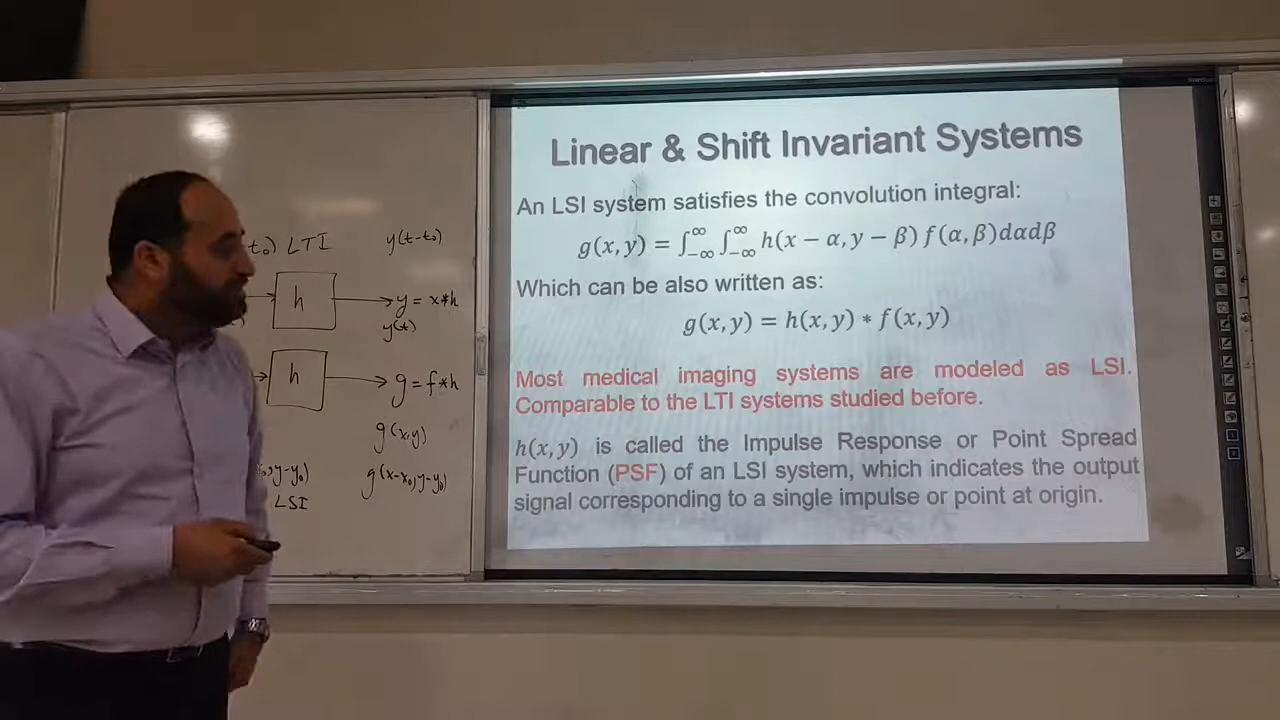 LTI
y(t-t₀)
h
y = x*h
y(t)
h
g = f*h
g(x,y)
,y-y₀)
g(x-x₀,y-y₀)
LSI
Linear & Shift Invariant Systems
An LSI system satisfies the convolution integral:
g(x, y) = ∫_{-∞}^{∞} ∫_{-∞}^{∞} h(x − α, y − β) f(α, β)dαdβ
Which can be also written as:
g(x, y) = h(x, y) ∗ f(x, y)
Most medical imaging systems are modeled as LSI.
Comparable to the LTI systems studied before.
h(x, y) is called the Impulse Response or Point Spread
Function (PSF) of an LSI system, which indicates the output
signal corresponding to a single impulse or point at origin.